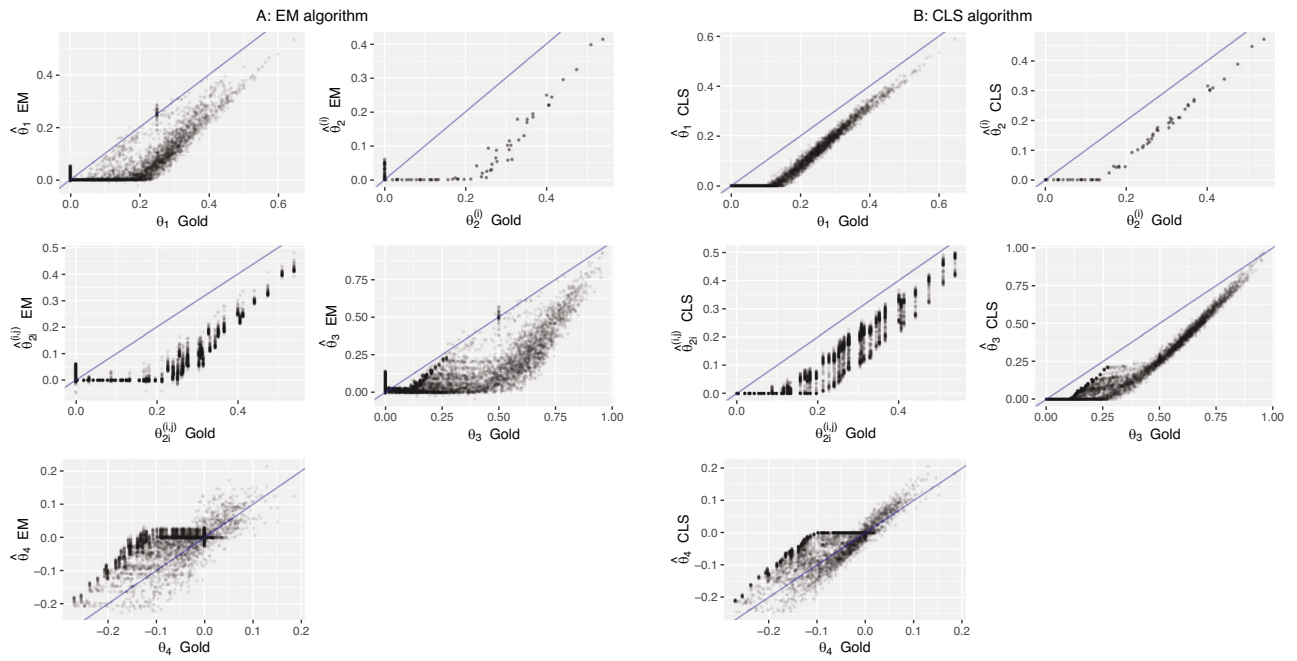 A: EM algorithm
θ̂₁ EM
0.4
0.2
0.0
0.0 0.2 0.4 0.6
θ₁ Gold
θ̂₂⁽ⁱ⁾ EM
0.4
0.3
0.2
0.1
0.0
0.0 0.2 0.4
θ₂⁽ⁱ⁾ Gold
θ̂₂ᵢ⁽ⁱ,ʲ⁾ EM
0.5
0.4
0.3
0.2
0.1
0.0
0.0 0.2 0.4
θ₂ᵢ⁽ⁱ,ʲ⁾ Gold
θ̂₃ EM
0.75
0.50
0.25
0.00
0.00 0.25 0.50 0.75 1.00
θ₃ Gold
θ̂₄ EM
0.2
0.1
0.0
−0.1
−0.2
−0.2 −0.1 0.0 0.1 0.2
θ₄ Gold
B: CLS algorithm
θ̂₁ CLS
0.6
0.4
0.2
0.0
0.0 0.2 0.4 0.6
θ₁ Gold
θ̂₂⁽ⁱ⁾ CLS
0.4
0.3
0.2
0.1
0.0
0.0 0.2 0.4
θ₂⁽ⁱ⁾ Gold
θ̂₂ᵢ⁽ⁱ,ʲ⁾ CLS
0.5
0.4
0.3
0.2
0.1
0.0
0.0 0.2 0.4
θ₂ᵢ⁽ⁱ,ʲ⁾ Gold
θ̂₃ CLS
1.00
0.75
0.50
0.25
0.00
0.00 0.25 0.50 0.75 1.00
θ₃ Gold
θ̂₄ CLS
0.2
0.1
0.0
−0.1
−0.2
−0.2 −0.1 0.0 0.1 0.2
θ₄ Gold